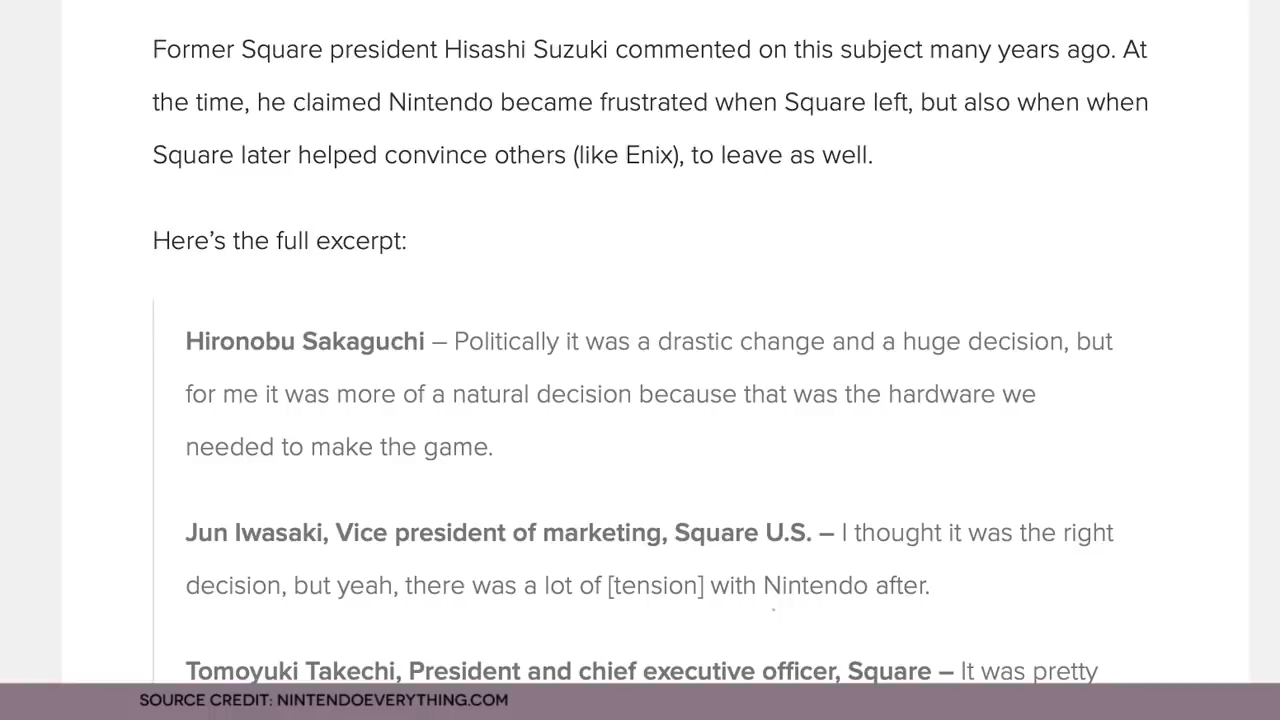 Former Square president Hisashi Suzuki commented on this subject many years ago. At
the time, he claimed Nintendo became frustrated when Square left, but also when when
Square later helped convince others (like Enix), to leave as well.
Here’s the full excerpt:
Hironobu Sakaguchi – Politically it was a drastic change and a huge decision, but
for me it was more of a natural decision because that was the hardware we
needed to make the game.
Jun Iwasaki, Vice president of marketing, Square U.S. – I thought it was the right
decision, but yeah, there was a lot of [tension] with Nintendo after.
Tomoyuki Takechi, President and chief executive officer, Square – It was pretty
SOURCE CREDIT: NINTENDOEVERYTHING.COM